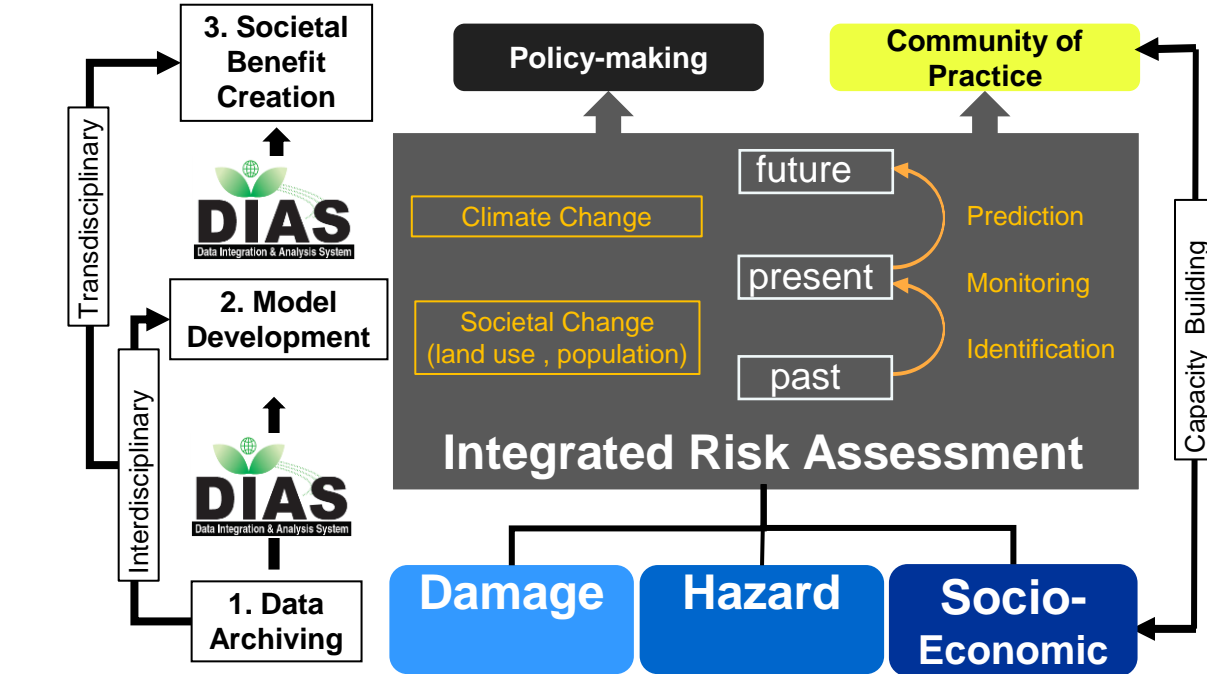 3. Societal
Benefit
Creation
Policy-making
Community of
Practice
Transdisciplinary
DIAS
Data Integration & Analysis System
future
Climate Change
Prediction
present
Monitoring
2. Model
Development
Societal Change
(land use , population)
Identification
past
Capacity Building
Interdisciplinary
DIAS
Data Integration & Analysis System
Integrated Risk Assessment
1. Data
Archiving
Damage
Hazard
Socio-
Economic